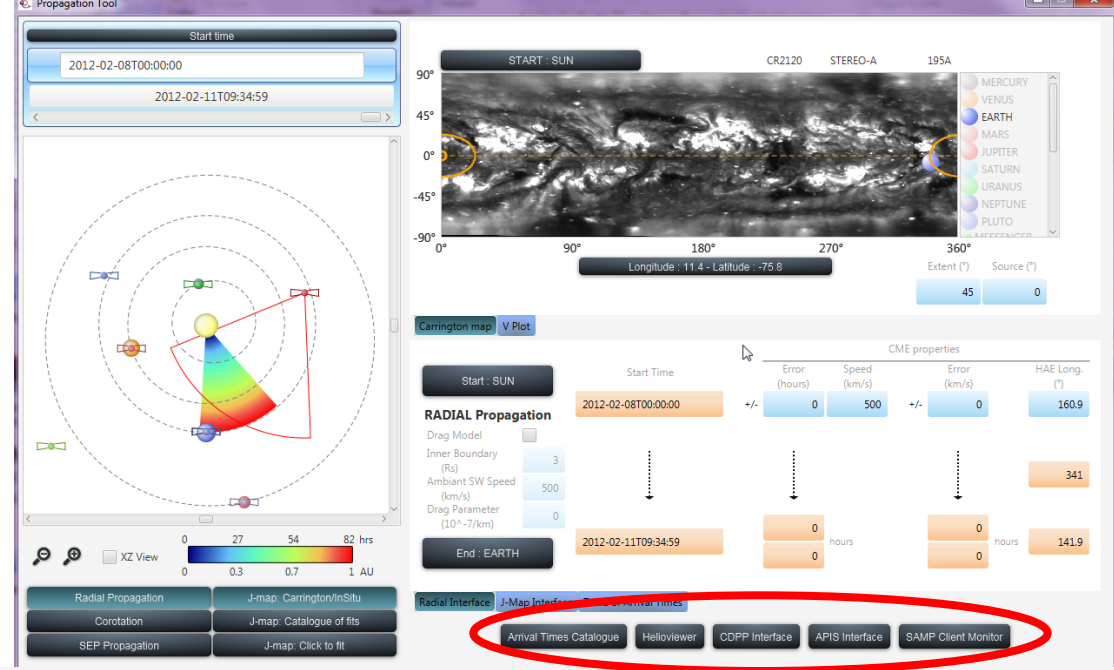 Propagation Tool
Start time
2012-02-08T00:00:00
2012-02-11T09:34:59
START : SUN
CR2120 STEREO-A 195A
90°
45°
0°
-45°
-90°
0° 90° 180° 270° 360°
MERCURY
VENUS
EARTH
MARS
JUPITER
SATURN
URANUS
NEPTUNE
PLUTO
MESSENGER
Longitude : 11.4 - Latitude : -75.8
Extent (°) Source (°)
45 0
Carrington map V Plot
CME properties
Start : SUN
Start Time
Error (hours)
Speed (km/s)
Error (km/s)
HAE Long. (°)
2012-02-08T00:00:00 +/- 0 500 +/- 0 160.9
RADIAL Propagation
Drag Model
Inner Boundary (Rs) 3
Ambiant SW Speed (km/s) 500
Drag Parameter (10^-7/km) 0
341
End : EARTH
2012-02-11T09:34:59
0
0
hours
0
0
hours
141.9
XZ View
0 27 54 82 hrs
0 0.3 0.7 1 AU
Radial Propagation J-map: Carrington/InSitu
Corotation J-map: Catalogue of fits
SEP Propagation J-map: Click to fit
Radial Interface J-Map Interface Arrival Times
Arrival Times Catalogue Helioviewer CDPP Interface APIS Interface SAMP Client Monitor